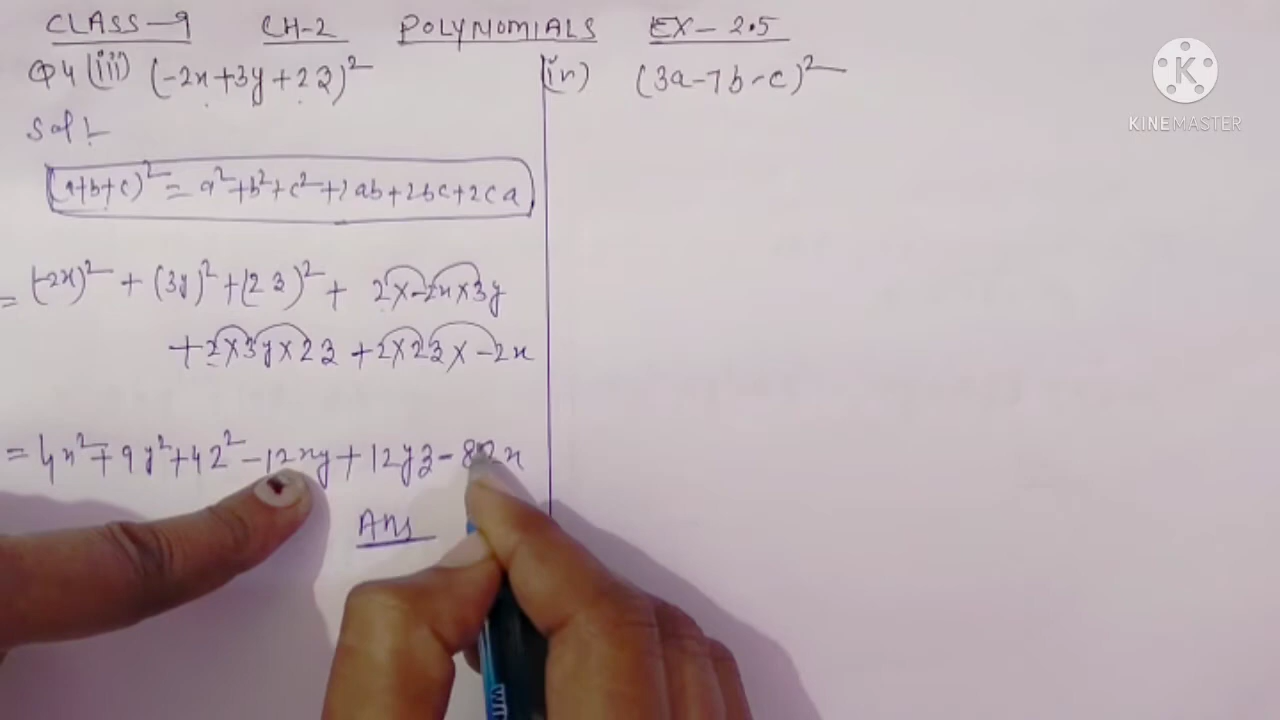 CLASS-9 CH-2 POLYNOMIALS EX-2.5
Q4(iii) (-2x+3y+2z)²
Sol!
(a+b+c)² = a²+b²+c²+2ab+2bc+2ca
= (-2x)² + (3y)² + (2z)² + 2×-2x×3y
+2×3y×2z +2×2z×-2x
= 4x²+9y²+4z²-12xy+12yz-8zx
Ans
(iv) (3a-7b-c)²
K
KINEMASTER